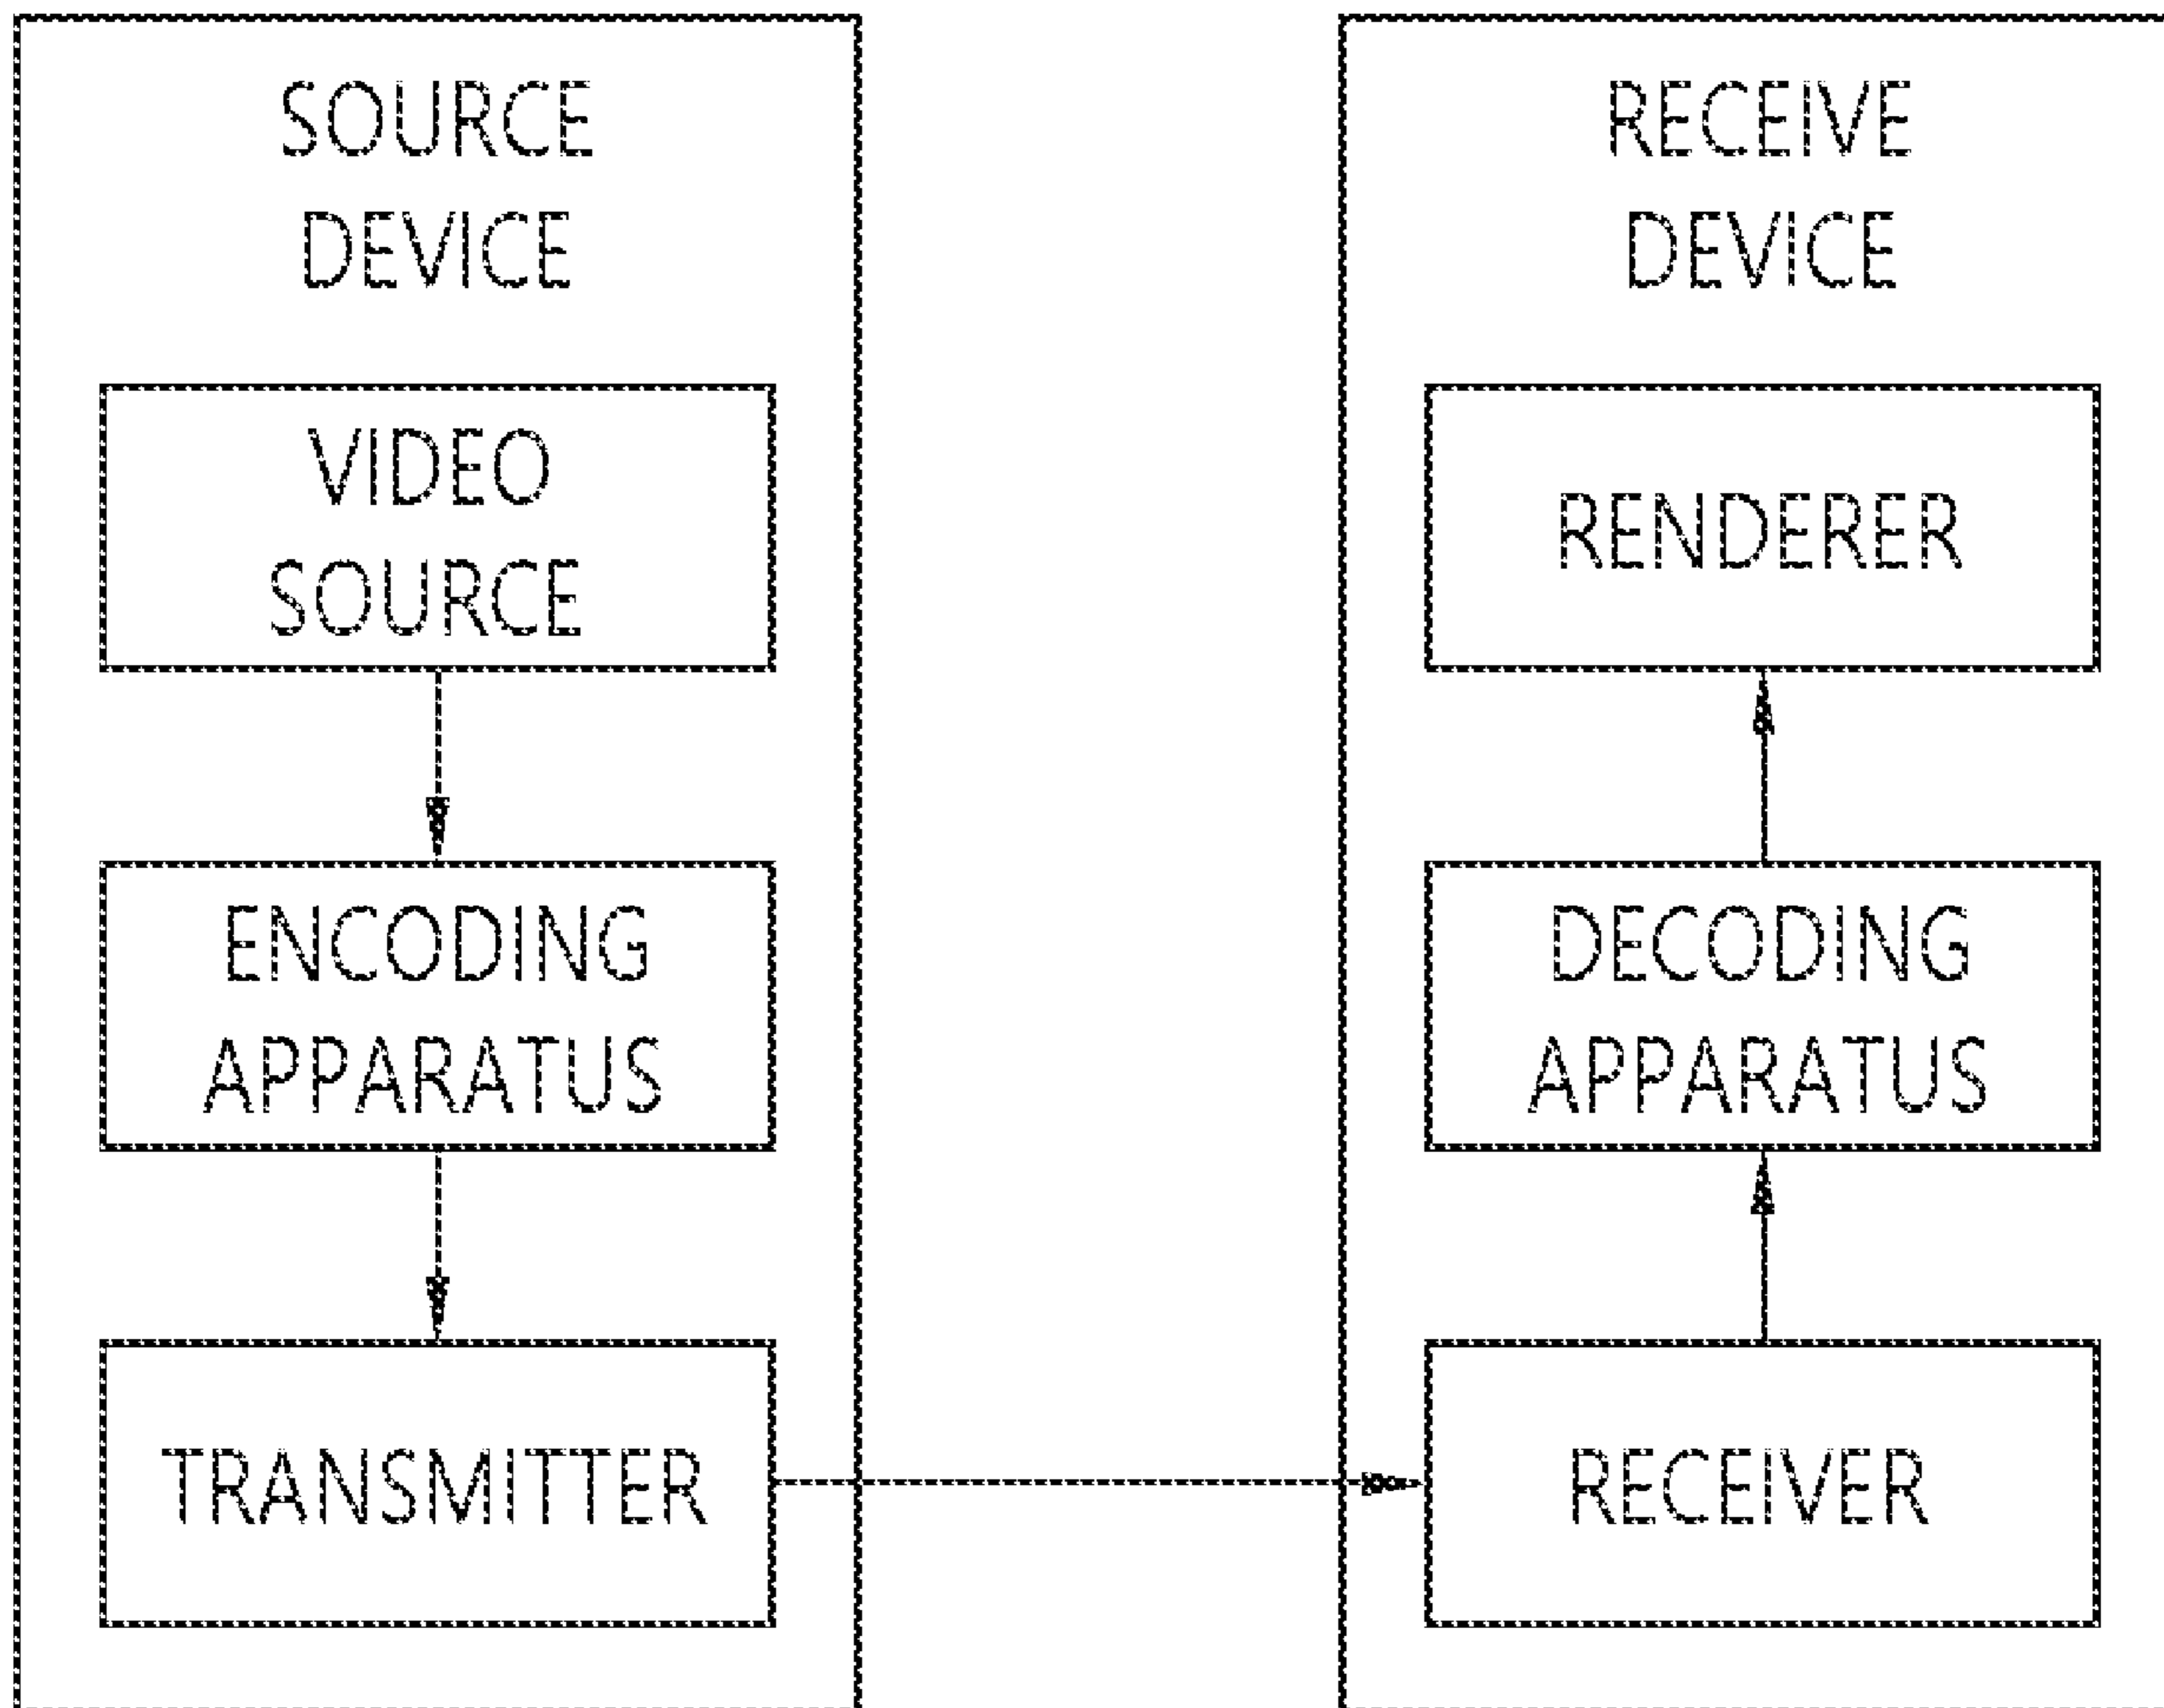 SOURCE
DEVICE
VIDEO
SOURCE
ENCODING
APPARATUS
TRANSMITTER
RECEIVE
DEVICE
RENDERER
DECODING
APPARATUS
RECEIVER